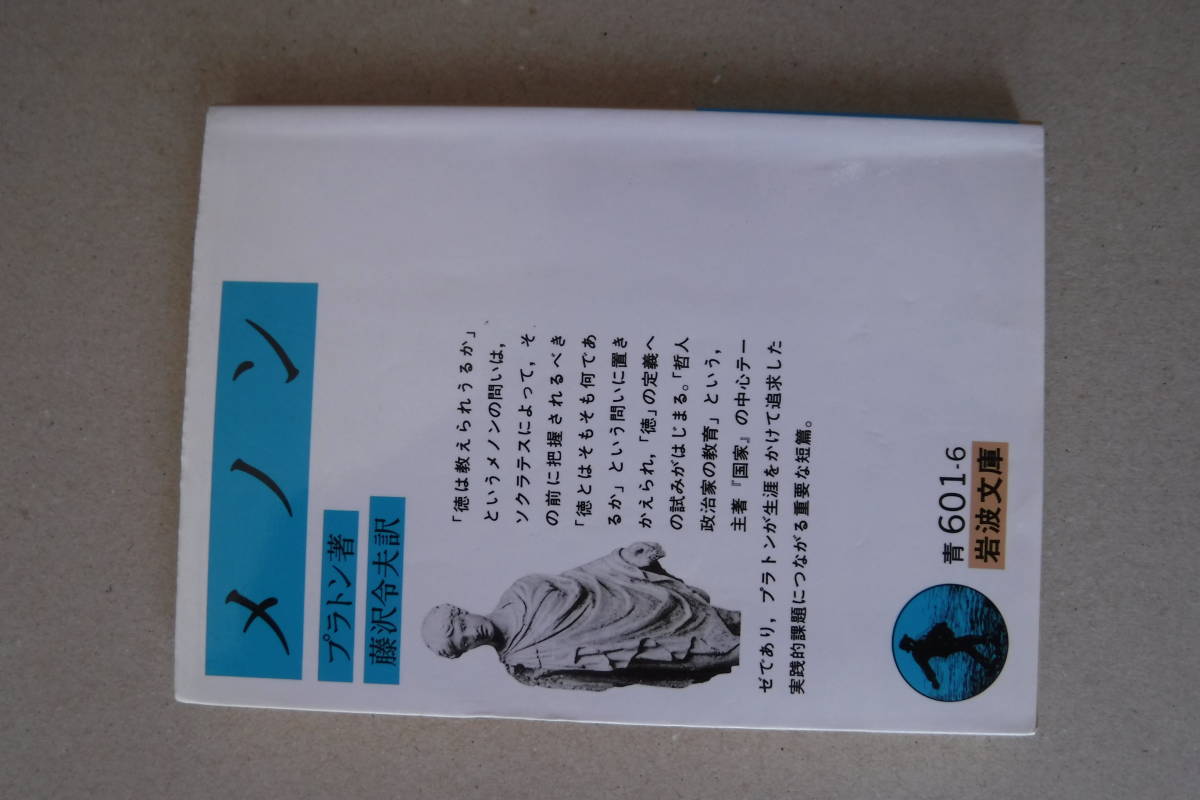 メノン
プラトン著
藤沢令夫訳
「徳は教えられうるか」
というメノンの問いは,
ソクラテスによって, そ
の前に把握されるべき
「徳とはそもそも何であ
るか」という問いに置き
かえられ,「徳」の定義へ
の試みがはじまる。「哲人
政治家の教育」という,
主著『国家』の中心テー
ゼであり, プラトンが生涯をかけて追求した
実践的課題につながる重要な短篇。
青 601-6
岩波文庫